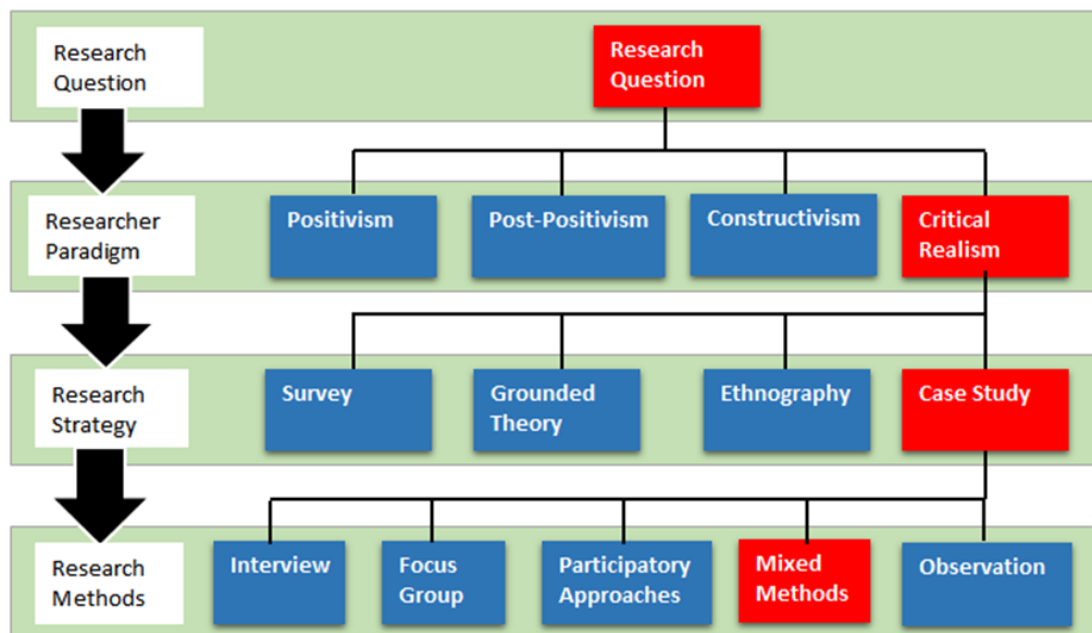 Research
Question
Research
Question
Researcher
Paradigm
Positivism
Post-Positivism
Constructivism
Critical
Realism
Research
Strategy
Survey
Grounded
Theory
Ethnography
Case Study
Research
Methods
Interview
Focus
Group
Participatory
Approaches
Mixed
Methods
Observation